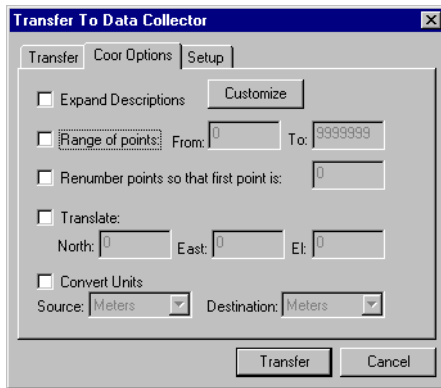 Transfer To Data Collector
Transfer Coor Options Setup
Expand Descriptions Customize
Range of points: From: 0 To: 9999999
Renumber points so that first point is: 0
Translate:
North: 0 East: 0 El: 0
Convert Units
Source: Meters Destination: Meters
Transfer Cancel